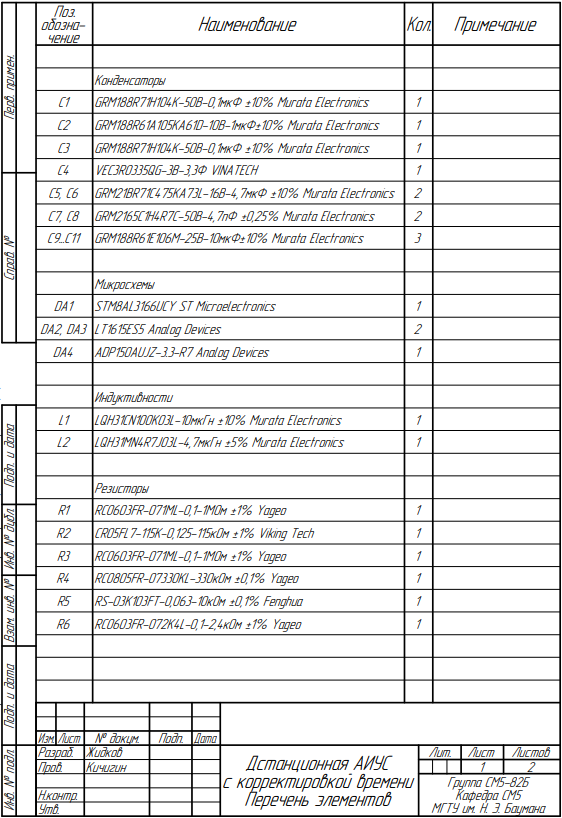 Поз. обозна- чение Наименование Кол. Примечание
Конденсаторы
C1 GRM188R71H104K-50В-0,1мкФ ±10% Murata Electronics 1
C2 GRM188R61A105KA61D-10В-1мкФ±10% Murata Electronics 1
C3 GRM188R71H104K-50В-0,1мкФ ±10% Murata Electronics 1
C4 VEC3R0335QG-3В-3,3Ф VINATECH 1
C5, C6 GRM21BR71C475KA73L-16В-4,7мкФ ±10% Murata Electronics 2
C7, C8 GRM2165C1H4R7C-50В-4,7пФ ±0,25% Murata Electronics 2
C9...C11 GRM188R61E106M-25В-10мкФ±10% Murata Electronics 3
Микросхемы
DA1 STM8AL3166UCY ST Microelectronics 1
DA2, DA3 LT1615ES5 Analog Devices 2
DA4 ADP150AUJZ-3.3-R7 Analog Devices 1
Индуктивности
L1 LQH31CN100K03L-10мкГн ±10% Murata Electronics 1
L2 LQH31MN4R7J03L-4,7мкГн ±5% Murata Electronics 1
Резисторы
R1 RC0603FR-071ML-0,1-1МОм ±1% Yageo 1
R2 CR05FL7-115K-0,125-115кОм ±1% Viking Tech 1
R3 RC0603FR-071ML-0,1-1МОм ±1% Yageo 1
R4 RC0805FR-07330KL-330кОм ±0,1% Yageo 1
R5 RS-03K103FT-0,063-10кОм ±0,1% Fenghua 1
R6 RC0603FR-072K4L-0,1-2,4кОм ±1% Yageo 1
Перв. примен.
Справ №
Подп. и дата
Инв. № дубл.
Взам. инв. №
Подп. и дата
Инв. № подл.
Изм. Лист № докум. Подп. Дата
Разраб. Жидков
Пров. Кичигин
Н.контр.
Утв.
Дстанционная АИУС
с корректировкой времени
Перечень элементов
Лит. Лист Листов
1 2
Группа СМ5-82Б
Кафедра СМ5
МГТУ им. Н. Э. Баумана